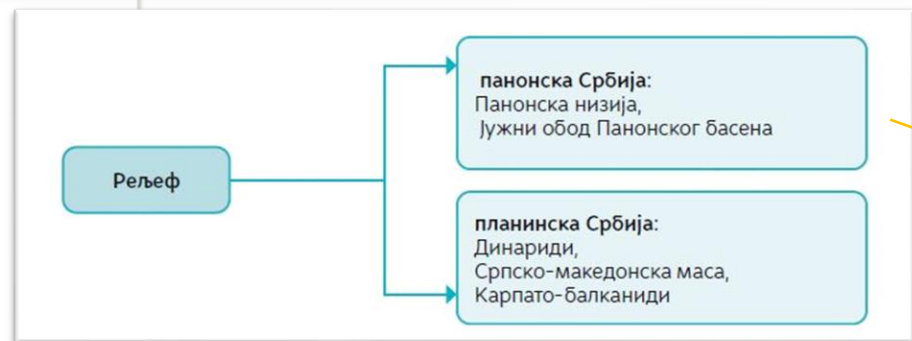 Рељеф
панонска Србија:
Панонска низија,
Јужни обод Панонског басена
планинска Србија:
Динариди,
Српско-македонска маса,
Карпато-балканиди